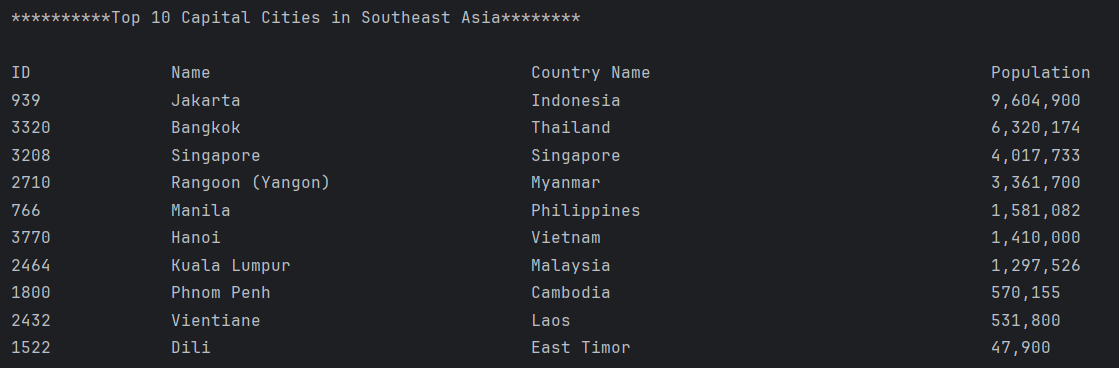 **********Top 10 Capital Cities in Southeast Asia********
ID Name Country Name Population
939 Jakarta Indonesia 9,604,900
3320 Bangkok Thailand 6,320,174
3208 Singapore Singapore 4,017,733
2710 Rangoon (Yangon) Myanmar 3,361,700
766 Manila Philippines 1,581,082
3770 Hanoi Vietnam 1,410,000
2464 Kuala Lumpur Malaysia 1,297,526
1800 Phnom Penh Cambodia 570,155
2432 Vientiane Laos 531,800
1522 Dili East Timor 47,900